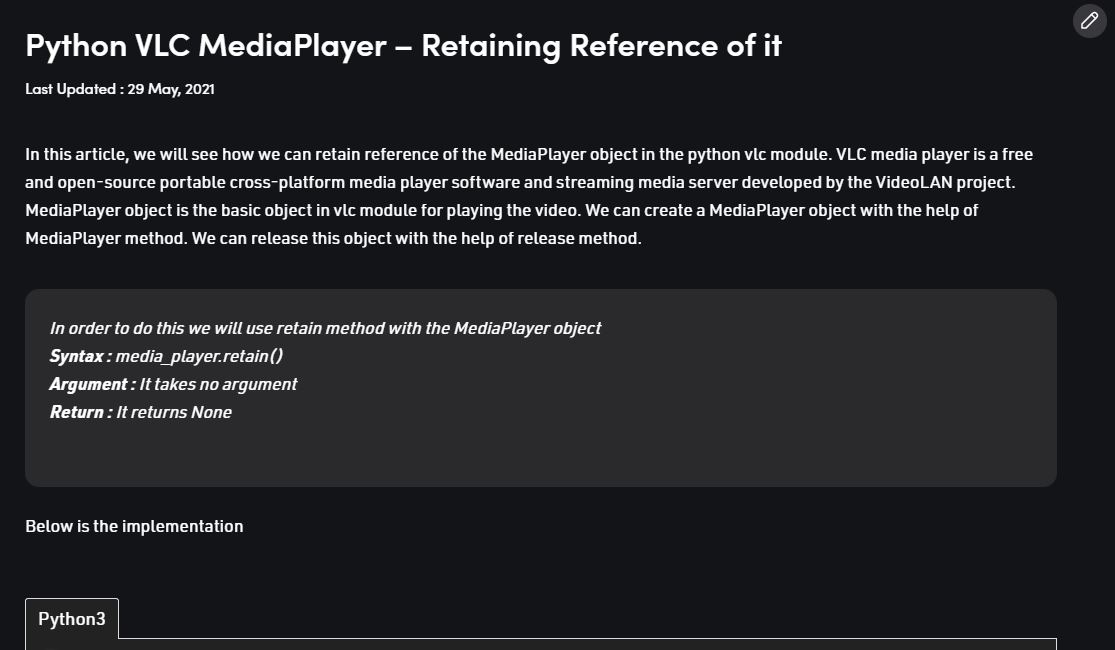 Python VLC MediaPlayer – Retaining Reference of it
Last Updated : 29 May, 2021
In this article, we will see how we can retain reference of the MediaPlayer object in the python vlc module. VLC media player is a free
and open-source portable cross-platform media player software and streaming media server developed by the VideoLAN project.
MediaPlayer object is the basic object in vlc module for playing the video. We can create a MediaPlayer object with the help of
MediaPlayer method. We can release this object with the help of release method.
In order to do this we will use retain method with the MediaPlayer object
Syntax : media_player.retain()
Argument : It takes no argument
Return : It returns None
Below is the implementation
Python3